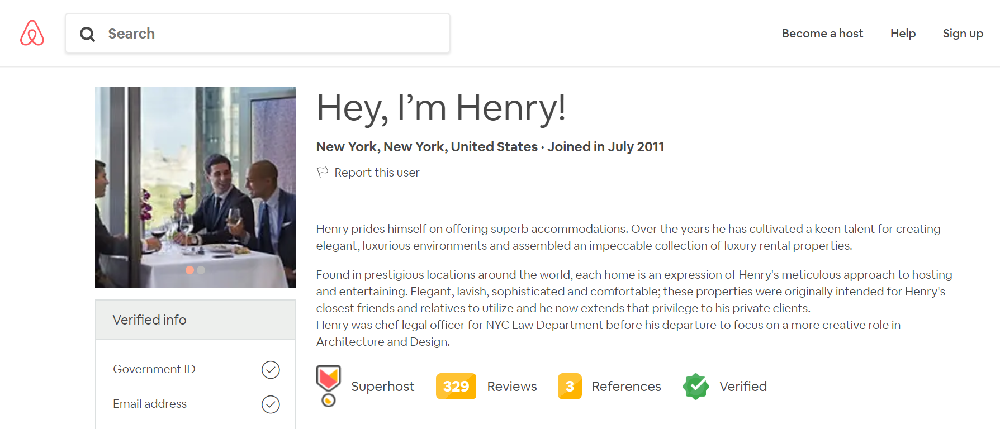 Search
Become a host
Help
Sign up
Hey, I’m Henry!
New York, New York, United States · Joined in July 2011
Report this user
Henry prides himself on offering superb accommodations. Over the years he has cultivated a keen talent for creating
elegant, luxurious environments and assembled an impeccable collection of luxury rental properties.
Found in prestigious locations around the world, each home is an expression of Henry's meticulous approach to hosting
and entertaining. Elegant, lavish, sophisticated and comfortable; these properties were originally intended for Henry's
closest friends and relatives to utilize and he now extends that privilege to his private clients.
Henry was chef legal officer for NYC Law Department before his departure to focus on a more creative role in
Architecture and Design.
Superhost
329 Reviews
3 References
Verified
Verified info
Government ID
Email address